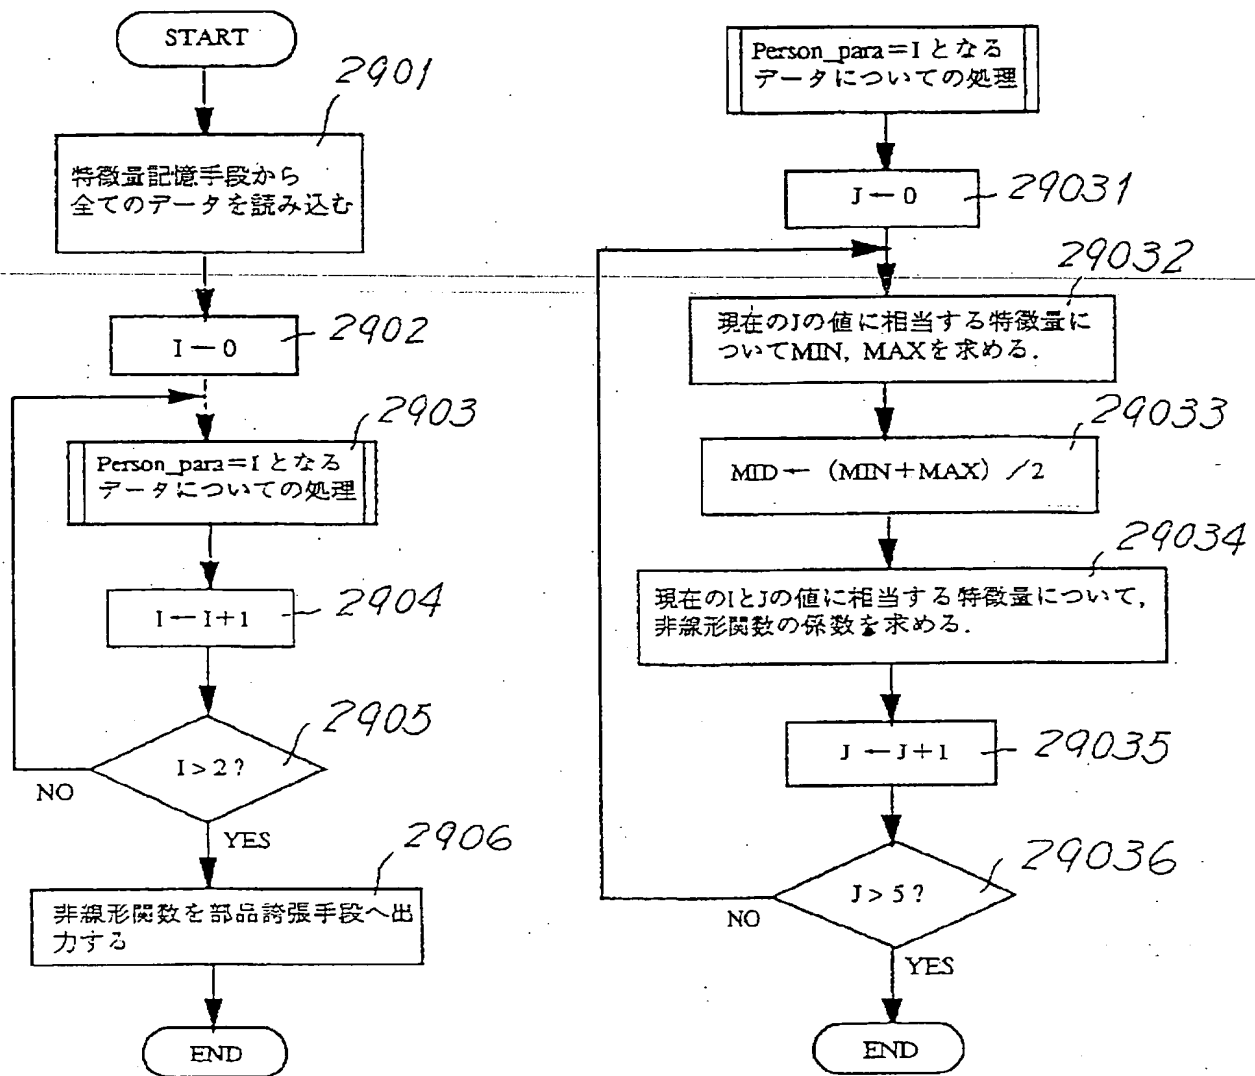 START
2901
特徴量記憶手段から
全てのデータを読み込む
I←0
2902
2903
Person_para=Iとなる
データについての処理
I←I+1
2904
I>2?
2905
NO
YES
2906
非線形関数を部品誇張手段へ出
力する
END
Person_para=Iとなる
データについての処理
J←0
29031
29032
現在のJの値に相当する特徴量に
ついてMIN, MAXを求める.
29033
MID← (MIN+MAX) /2
29034
現在のIとJの値に相当する特徴量について,
非線形関数の係数を求める.
J←J+1
29035
J>5?
29036
NO
YES
END